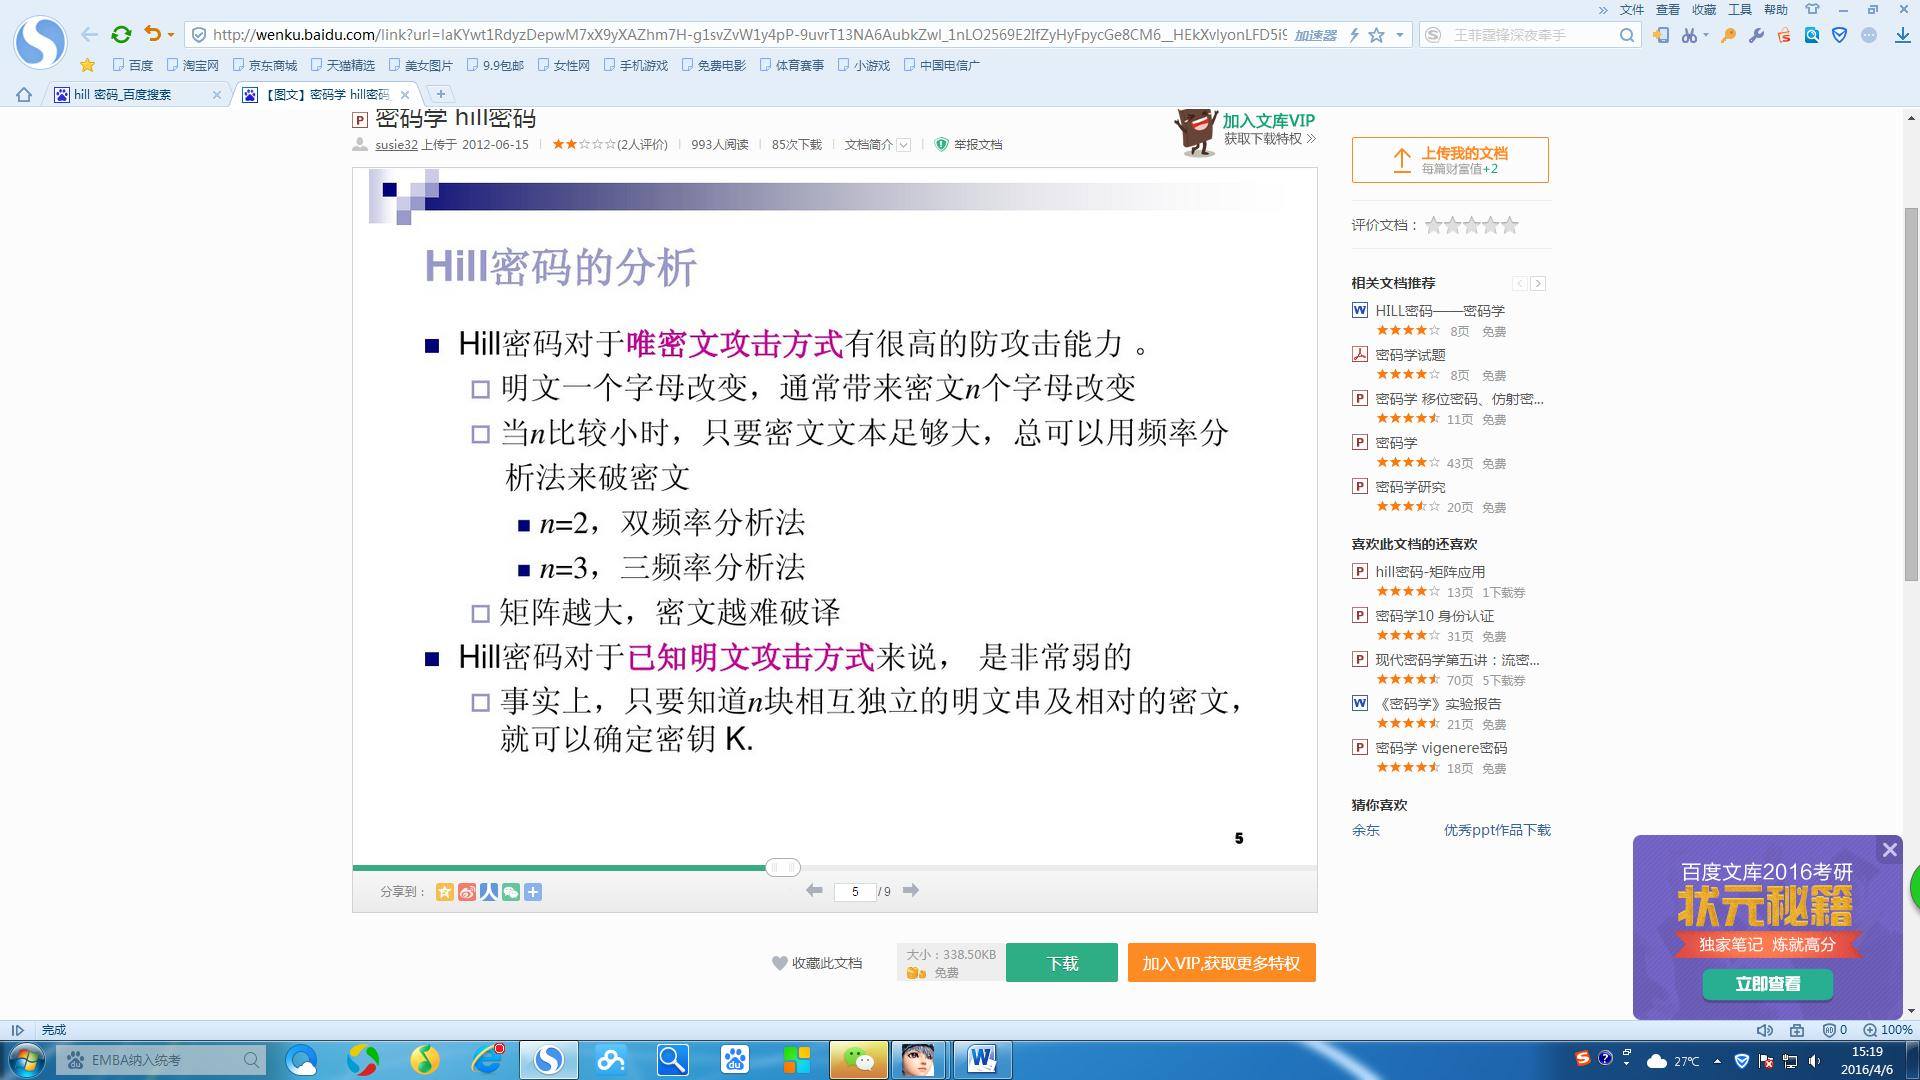 文件 查看 收藏 工具 帮助
http://wenku.baidu.com/link?url=laKYwt1RdyzDepwM7xX9yXAZhm7H-g1svZvW1y4pP-9uvrT13NA6AubkZwl_1nLO2569E2IfZyHyFpycGe8CM6__HEkXvlyonLFD5i9 加速器
王菲霆锋深夜牵手
百度 淘宝网 京东商城 天猫精选 美女图片 9.9包邮 女性网 手机游戏 免费电影 体育赛事 小游戏 中国电信广
hill 密码_百度搜索
【图文】密码学 hill密码
密码学 hill密码
susie32 上传于 2012-06-15 (2人评价) 993人阅读 85次下载 文档简介 举报文档
加入文库VIP
获取下载特权
Hill密码的分析
Hill密码对于唯密文攻击方式有很高的防攻击能力 。
明文一个字母改变，通常带来密文n个字母改变
当n比较小时，只要密文文本足够大，总可以用频率分
析法来破密文
n=2，双频率分析法
n=3，三频率分析法
矩阵越大，密文越难破译
Hill密码对于已知明文攻击方式来说， 是非常弱的
事实上，只要知道n块相互独立的明文串及相对的密文，
就可以确定密钥 K.
5
分享到：
5 / 9
收藏此文档
大小：338.50KB
免费
下载
加入VIP,获取更多特权
上传我的文档
每篇财富值+2
评价文档：
相关文档推荐
HILL密码——密码学
8页 免费
密码学试题
8页 免费
密码学 移位密码、仿射密...
11页 免费
密码学
43页 免费
密码学研究
20页 免费
喜欢此文档的还喜欢
hill密码-矩阵应用
13页 1下载券
密码学10 身份认证
31页 免费
现代密码学第五讲：流密...
70页 5下载券
《密码学》实验报告
21页 免费
密码学 vigenere密码
18页 免费
猜你喜欢
余东 优秀ppt作品下载
百度文库2016考研
状元秘籍
独家笔记 炼就高分
立即查看
完成
0 100%
EMBA纳入统考
27℃
15:19
2016/4/6